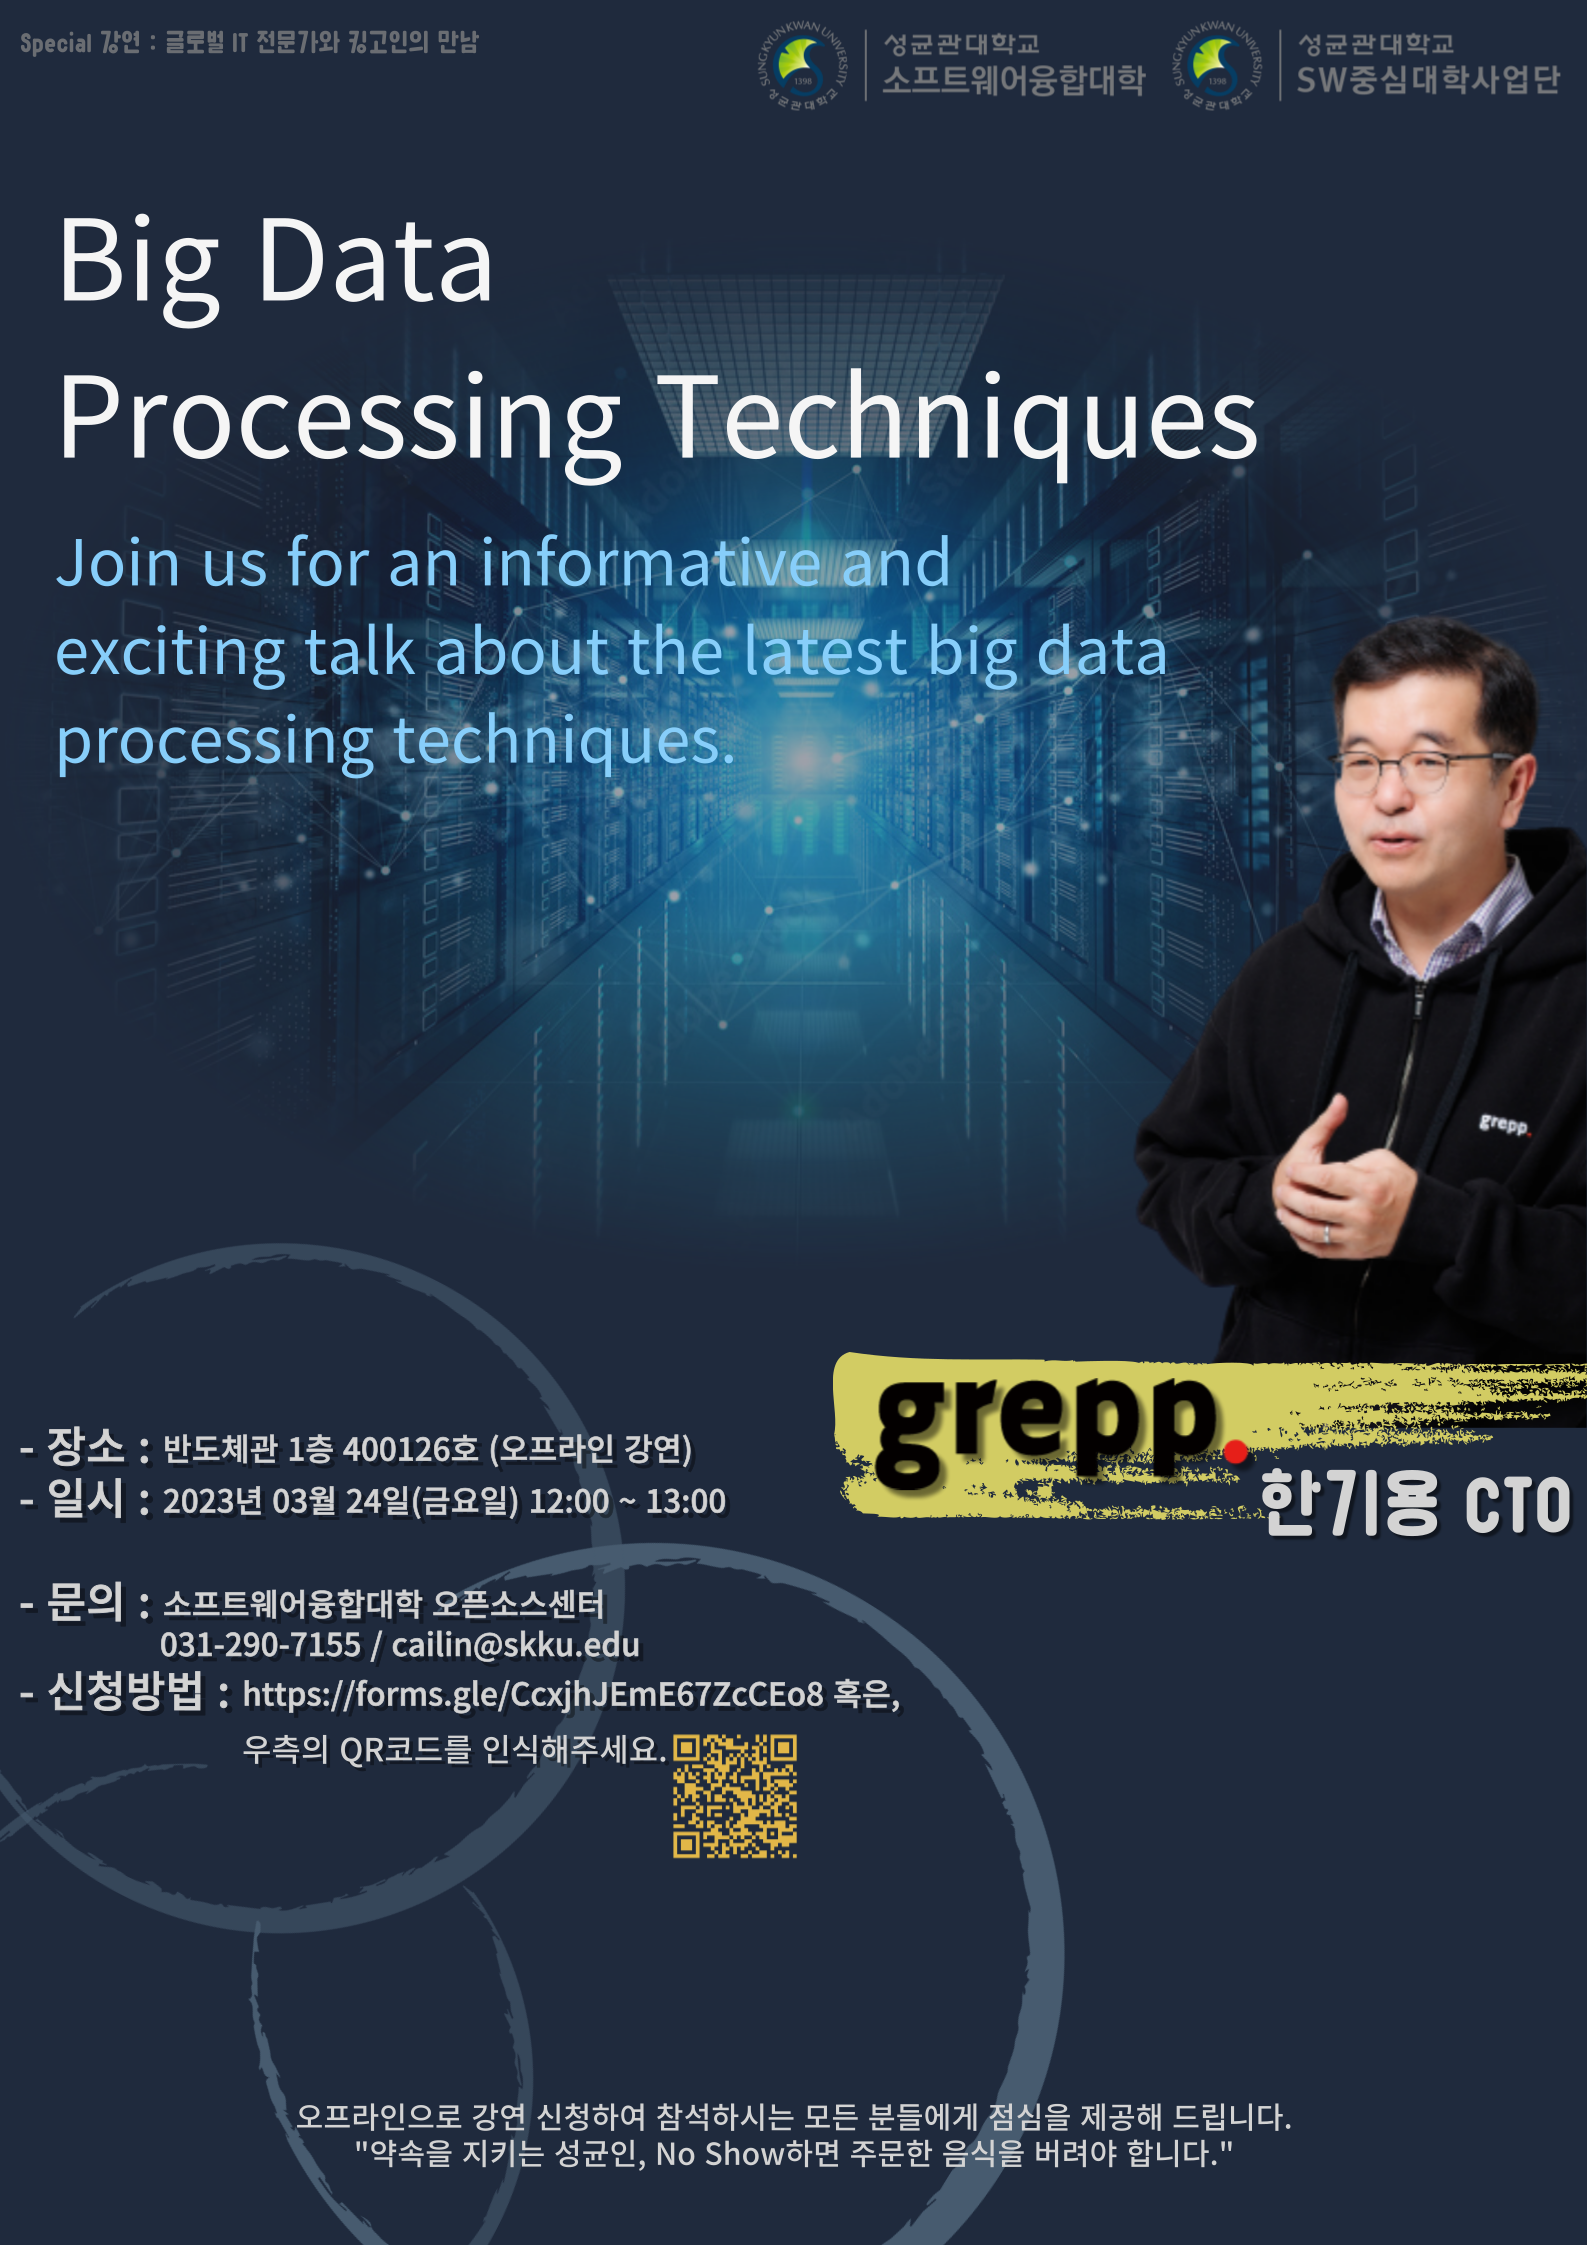 Special 강연 : 글로벌 IT 전문가와 킹고인의 만남
SUNGKYUNKWAN UNIVERSITY
1398
성균관대학교
성균관대학교
소프트웨어융합대학
SUNGKYUNKWAN UNIVERSITY
1398
성균관대학교
성균관대학교
SW중심대학사업단
Big Data
Processing Techniques
Join us for an informative and
exciting talk about the latest big data
processing techniques.
grepp.
grepp.
한기용 CTO
- 장소 : 반도체관 1층 400126호 (오프라인 강연)
- 일시 : 2023년 03월 24일(금요일) 12:00 ~ 13:00
- 문의 : 소프트웨어융합대학 오픈소스센터
031-290-7155 / cailin@skku.edu
- 신청방법 : https://forms.gle/CcxjhJEmE67ZcCEo8 혹은,
우측의 QR코드를 인식해주세요.
오프라인으로 강연 신청하여 참석하시는 모든 분들에게 점심을 제공해 드립니다.
"약속을 지키는 성균인, No Show하면 주문한 음식을 버려야 합니다."